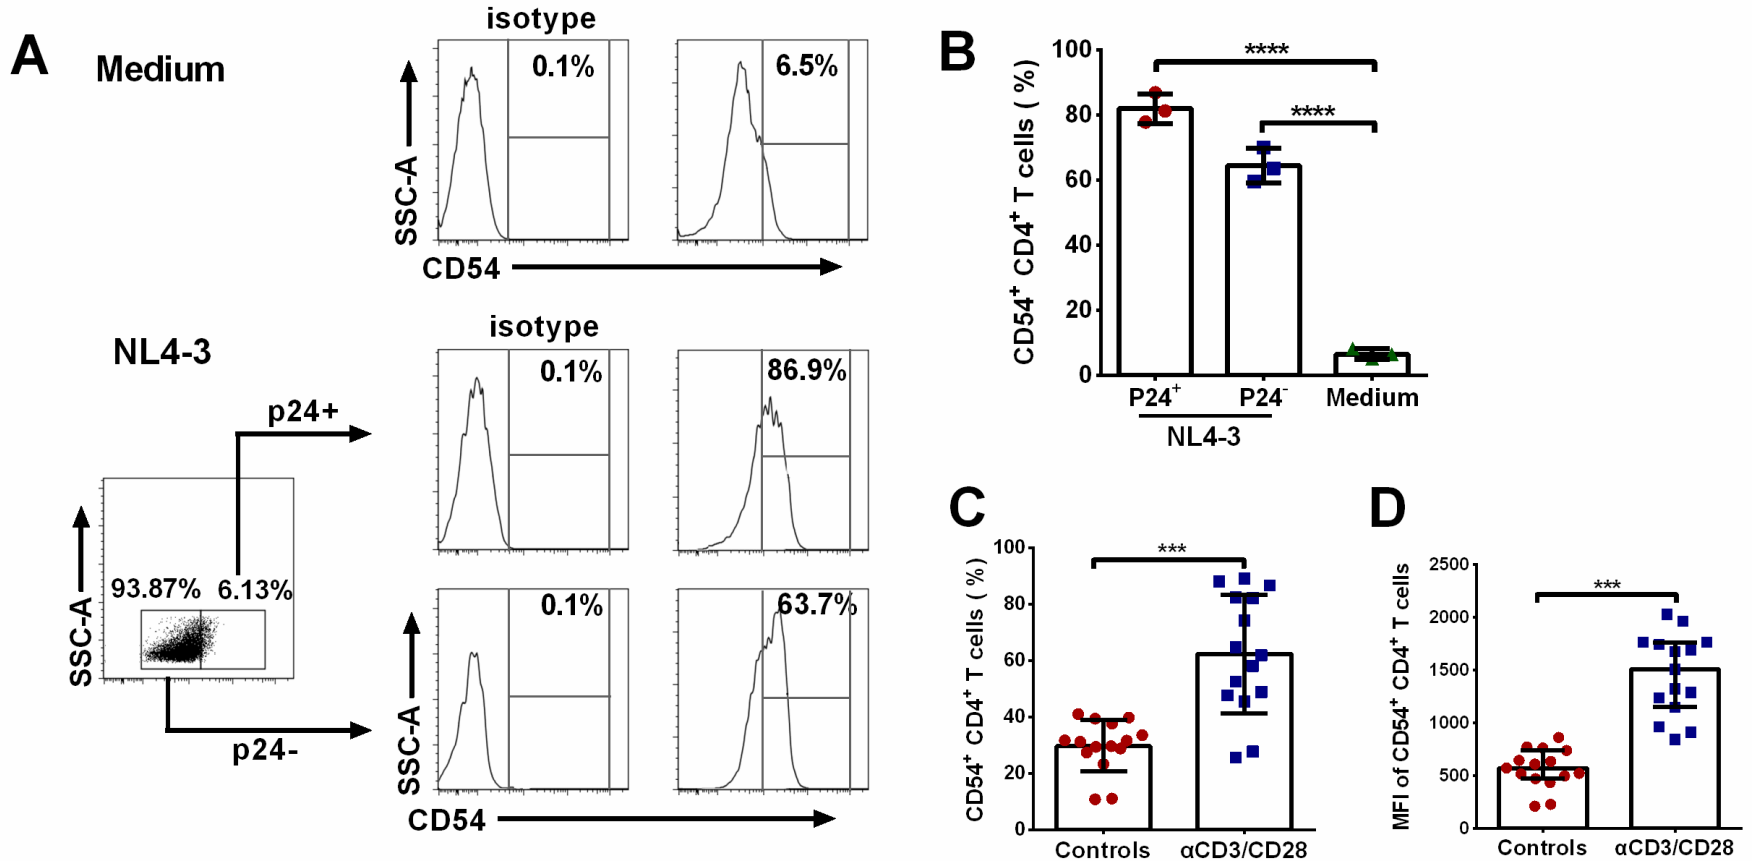 A
Medium
isotype
0.1%
6.5%
SSC-A
CD54
NL4-3
isotype
p24+
0.1%
86.9%
93.87%
6.13%
SSC-A
p24-
0.1%
63.7%
SSC-A
CD54
B
CD54⁺ CD4⁺ T cells ( %)
100
80
60
40
20
0
****
****
P24⁺
P24⁻
Medium
NL4-3
C
CD54⁺ CD4⁺ T cells ( %)
100
80
60
40
20
0
***
Controls
αCD3/CD28
D
MFI of CD54⁺ CD4⁺ T cells
2500
2000
1500
1000
500
0
***
Controls
αCD3/CD28